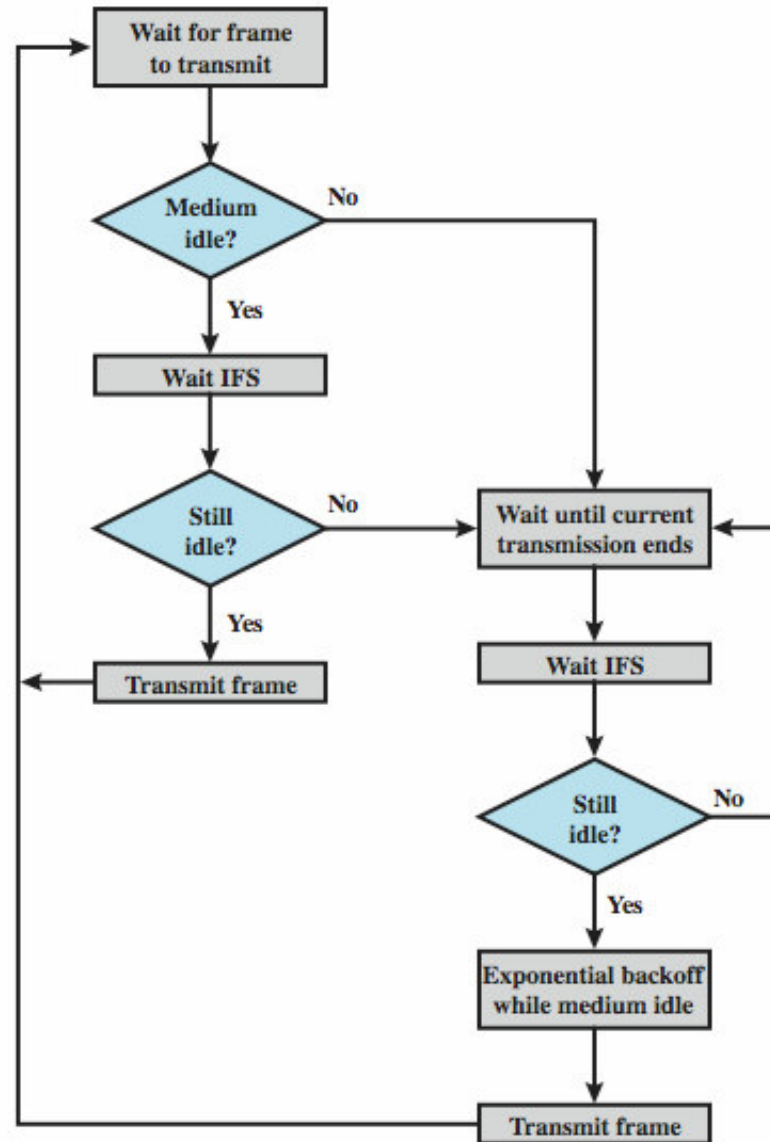 Wait for frame
to transmit
Medium
idle?
No
Yes
Wait IFS
Still
idle?
No
Yes
Transmit frame
Wait until current
transmission ends
Wait IFS
Still
idle?
No
Yes
Exponential backoff
while medium idle
Transmit frame